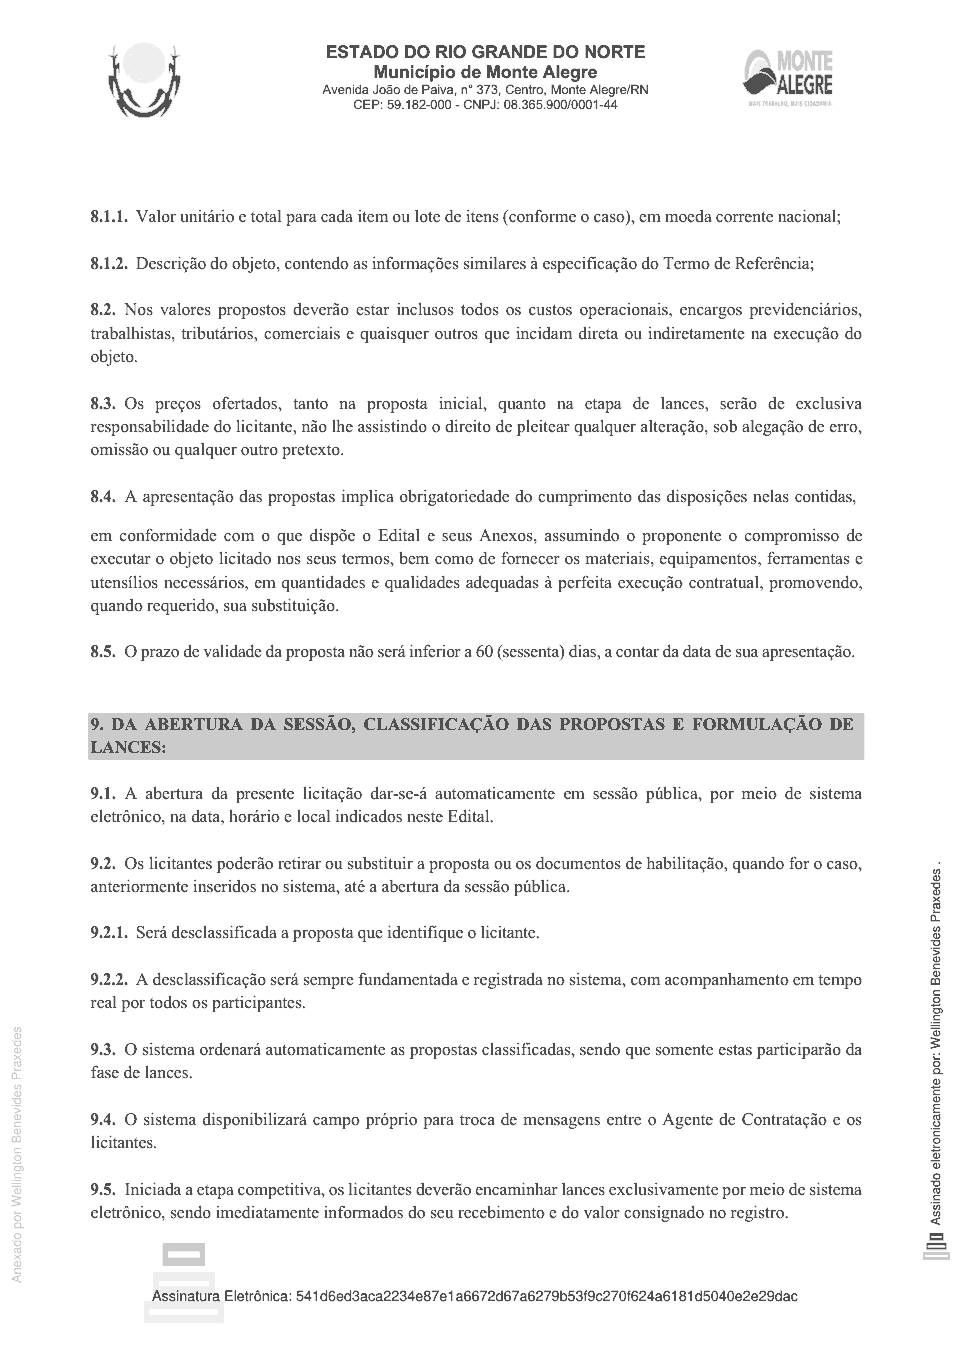 ESTADO DO RIO GRANDE DO NORTE
Município de Monte Alegre
Avenida João de Paiva, n° 373, Centro, Monte Alegre/RN
CEP: 59.182-000 - CNPJ: 08.365.900/0001-44
MONTE
ALEGRE
MAIS TRABALHO, MAIS CIDADANIA
8.1.1. Valor unitário e total para cada item ou lote de itens (conforme o caso), em moeda corrente nacional;
8.1.2. Descrição do objeto, contendo as informações similares à especificação do Termo de Referência;
8.2. Nos valores propostos deverão estar inclusos todos os custos operacionais, encargos previdenciários,
trabalhistas, tributários, comerciais e quaisquer outros que incidam direta ou indiretamente na execução do
objeto.
8.3. Os preços ofertados, tanto na proposta inicial, quanto na etapa de lances, serão de exclusiva
responsabilidade do licitante, não lhe assistindo o direito de pleitear qualquer alteração, sob alegação de erro,
omissão ou qualquer outro pretexto.
8.4. A apresentação das propostas implica obrigatoriedade do cumprimento das disposições nelas contidas,
em conformidade com o que dispõe o Edital e seus Anexos, assumindo o proponente o compromisso de
executar o objeto licitado nos seus termos, bem como de fornecer os materiais, equipamentos, ferramentas e
utensílios necessários, em quantidades e qualidades adequadas à perfeita execução contratual, promovendo,
quando requerido, sua substituição.
8.5. O prazo de validade da proposta não será inferior a 60 (sessenta) dias, a contar da data de sua apresentação.
9. DA ABERTURA DA SESSÃO, CLASSIFICAÇÃO DAS PROPOSTAS E FORMULAÇÃO DE
LANCES:
9.1. A abertura da presente licitação dar-se-á automaticamente em sessão pública, por meio de sistema
eletrônico, na data, horário e local indicados neste Edital.
9.2. Os licitantes poderão retirar ou substituir a proposta ou os documentos de habilitação, quando for o caso,
anteriormente inseridos no sistema, até a abertura da sessão pública.
9.2.1. Será desclassificada a proposta que identifique o licitante.
9.2.2. A desclassificação será sempre fundamentada e registrada no sistema, com acompanhamento em tempo
real por todos os participantes.
9.3. O sistema ordenará automaticamente as propostas classificadas, sendo que somente estas participarão da
fase de lances.
9.4. O sistema disponibilizará campo próprio para troca de mensagens entre o Agente de Contratação e os
licitantes.
9.5. Iniciada a etapa competitiva, os licitantes deverão encaminhar lances exclusivamente por meio de sistema
eletrônico, sendo imediatamente informados do seu recebimento e do valor consignado no registro.
Assinatura Eletrônica: 541d6ed3aca2234e87e1a6672d67a6279b53f9c270f624a6181d5040e2e29dac
Anexado por Wellington Benevides Praxedes
Assinado eletronicamente por: Wellington Benevides Praxedes .